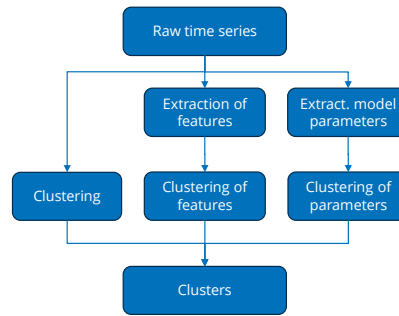 Raw time series
Extraction of
features
Extract. model
parameters
Clustering
Clustering of
features
Clustering of
parameters
Clusters